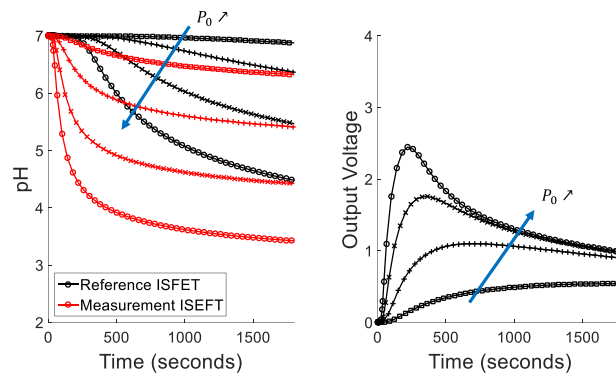 P₀ ↗
7
6
5
4
3
2
pH
0
500
1000
1500
Time (seconds)
Reference ISFET
Measurement ISEFT
4
3
2
1
0
Output Voltage
P₀ ↗
0
500
1000
1500
Time (seconds)